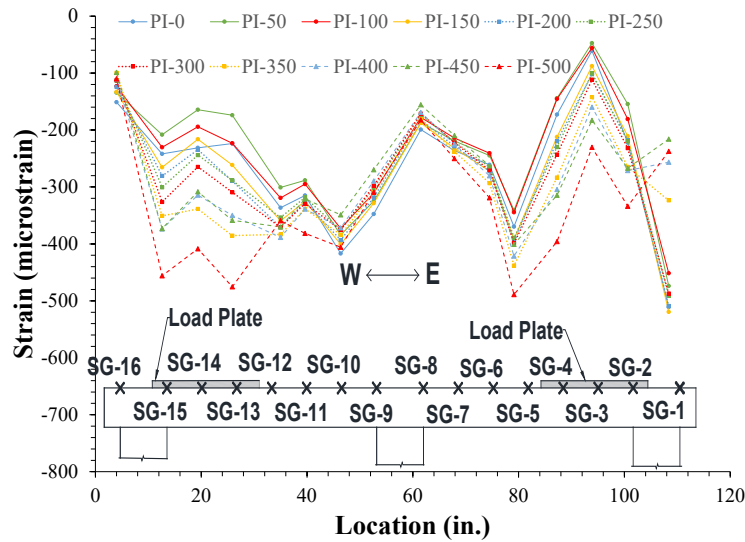 0
PI-0 PI-50 PI-100 PI-150 PI-200 PI-250
-100
PI-300 PI-350 PI-400 PI-450 PI-500
-200
-300
-400
-500
-600
-700
-800
Strain (microstrain)
W E
Load Plate Load Plate
SG-16 SG-14 SG-12 SG-10 SG-8 SG-6 SG-4 SG-2
SG-15 SG-13 SG-11 SG-9 SG-7 SG-5 SG-3 SG-1
0 20 40 60 80 100 120
Location (in.)